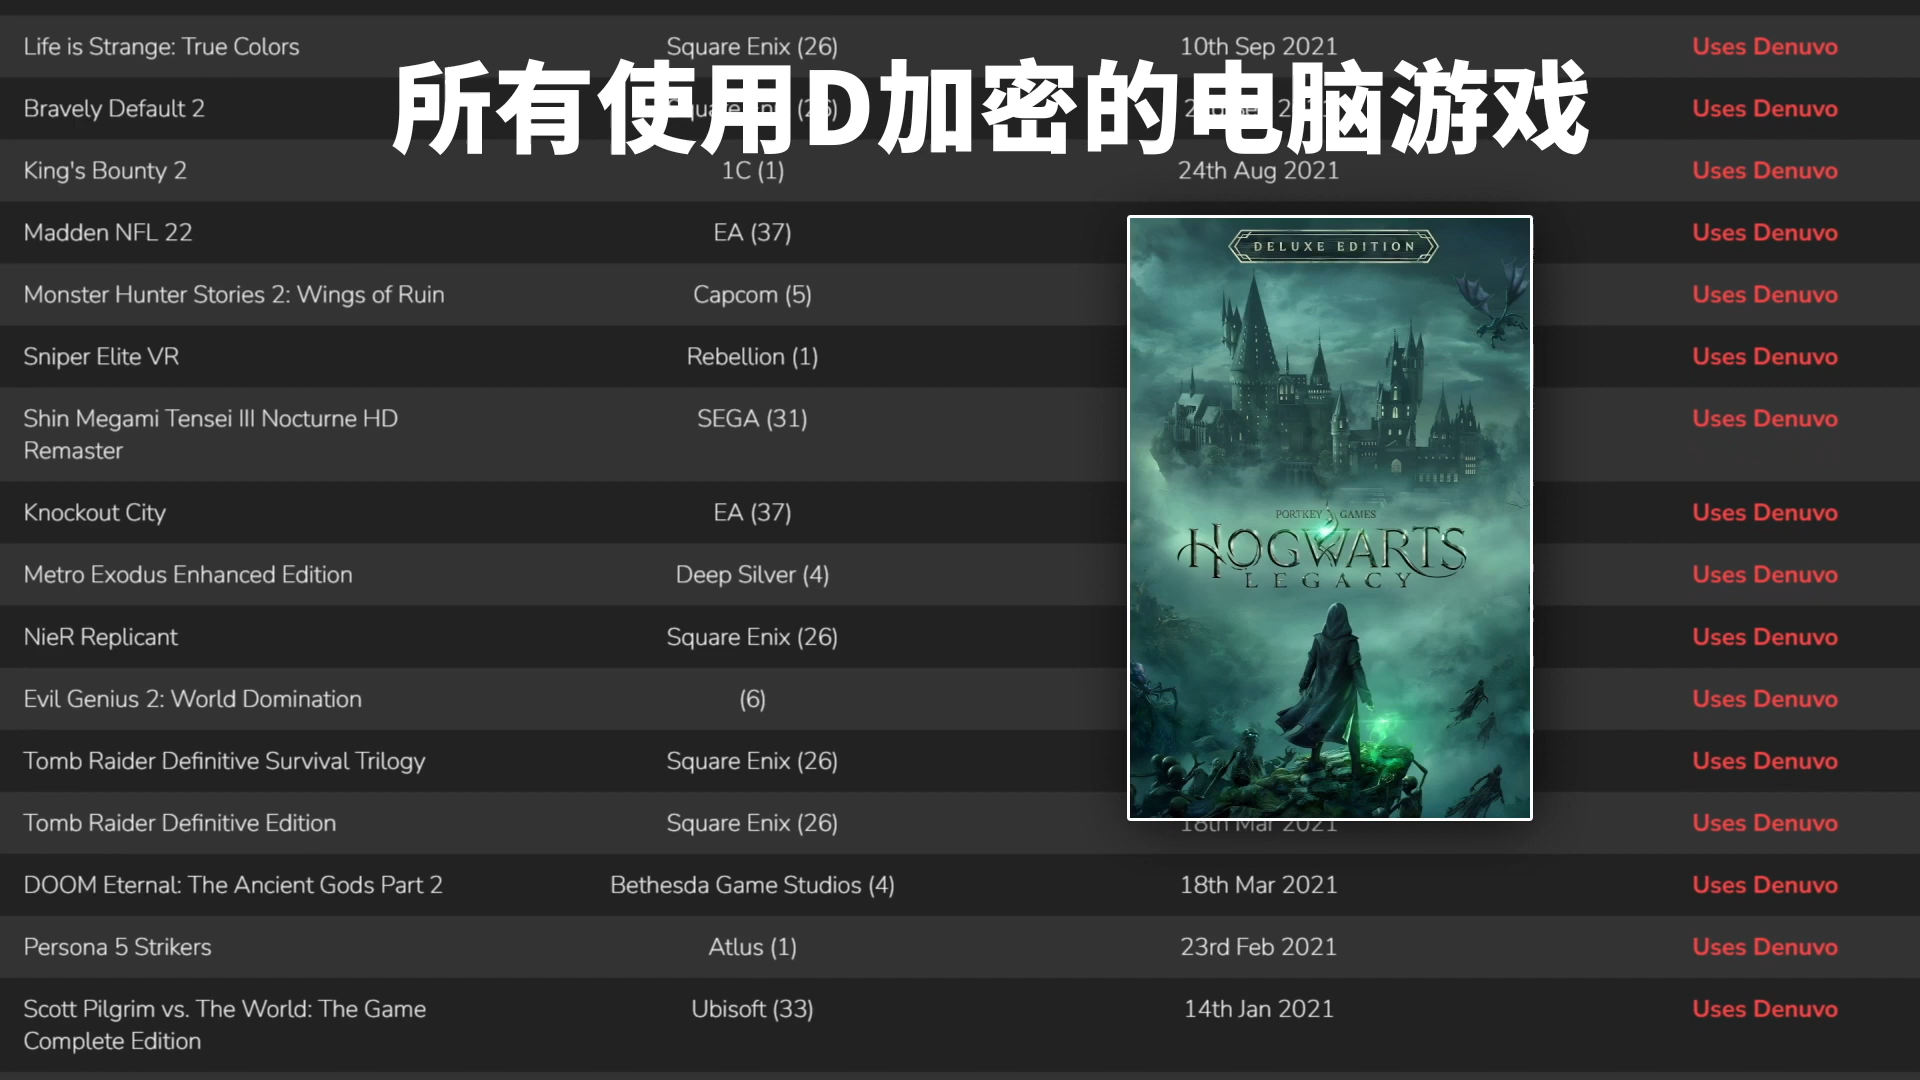 Life is Strange: True Colors Square Enix (26) 10th Sep 2021 Uses Denuvo
所有使用D加密的电脑游戏
Bravely Default 2 Uses Denuvo
King's Bounty 2 1C (1) 24th Aug 2021 Uses Denuvo
Madden NFL 22 EA (37) Uses Denuvo
DELUXE EDITION
Monster Hunter Stories 2: Wings of Ruin Capcom (5) Uses Denuvo
Sniper Elite VR Rebellion (1) Uses Denuvo
Shin Megami Tensei III Nocturne HD SEGA (31) Uses Denuvo
Remaster
Knockout City EA (37) Uses Denuvo
PORTKEY GAMES
HOGWARTS
LEGACY
Metro Exodus Enhanced Edition Deep Silver (4) Uses Denuvo
NieR Replicant Square Enix (26) Uses Denuvo
Evil Genius 2: World Domination (6) Uses Denuvo
Tomb Raider Definitive Survival Trilogy Square Enix (26) Uses Denuvo
Tomb Raider Definitive Edition Square Enix (26) 18th Mar 2021 Uses Denuvo
DOOM Eternal: The Ancient Gods Part 2 Bethesda Game Studios (4) 18th Mar 2021 Uses Denuvo
Persona 5 Strikers Atlus (1) 23rd Feb 2021 Uses Denuvo
Scott Pilgrim vs. The World: The Game Ubisoft (33) 14th Jan 2021 Uses Denuvo
Complete Edition